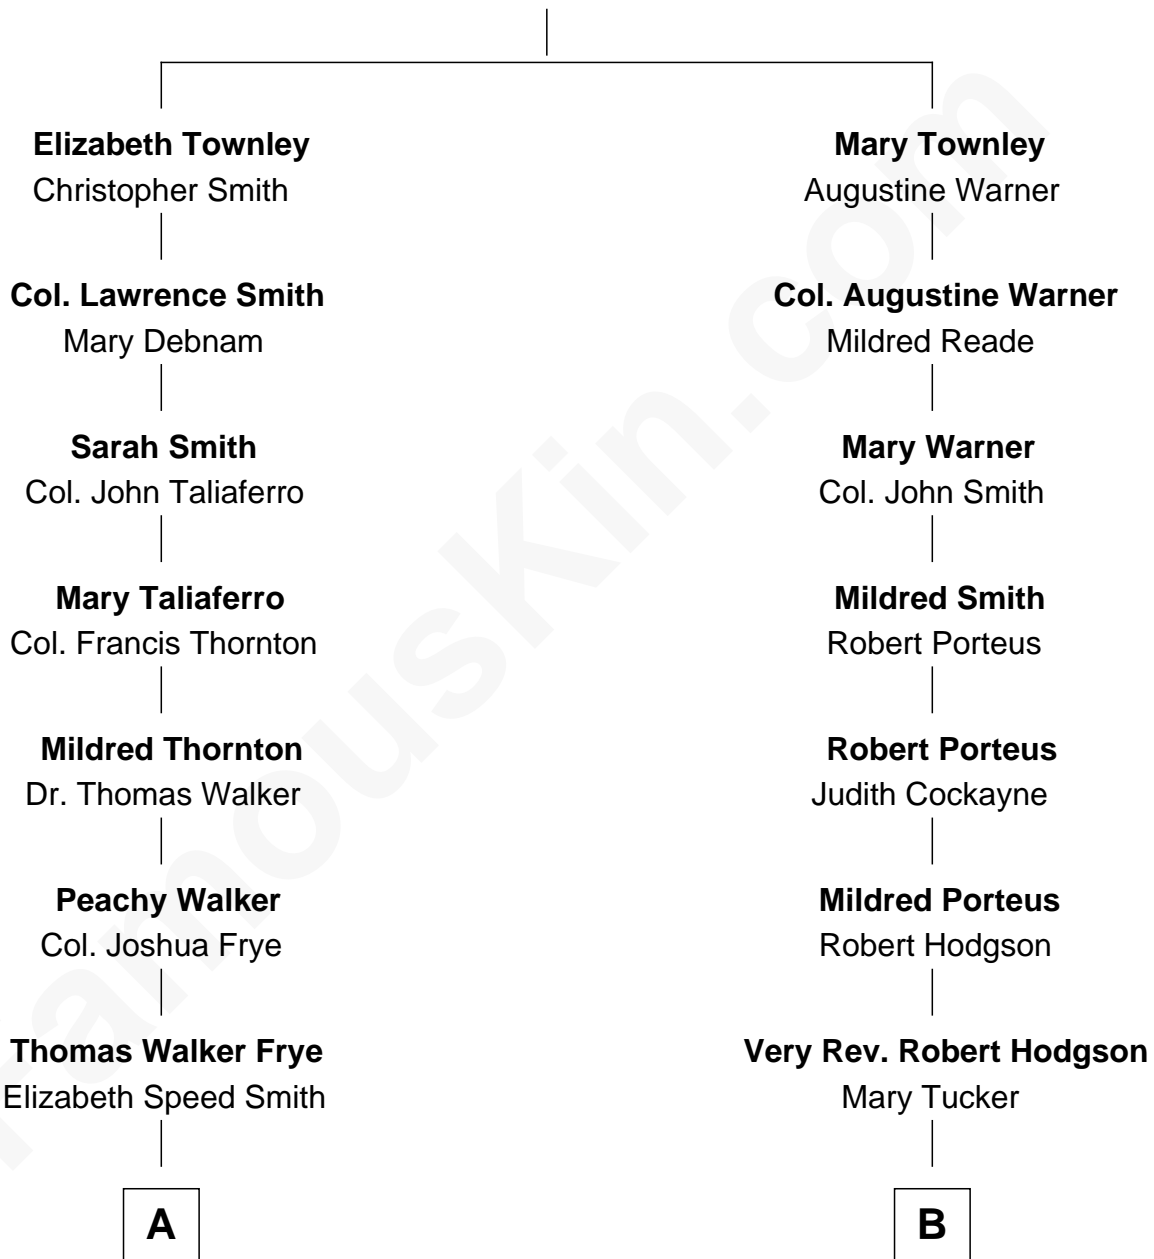 Elizabeth Townley
Christopher Smith
Col. Lawrence Smith
Mary Debnam
Sarah Smith
Col. John Taliaferro
Mary Taliaferro
Col. Francis Thornton
Mildred Thornton
Dr. Thomas Walker
Peachy Walker
Col. Joshua Frye
Thomas Walker Frye
Elizabeth Speed Smith
A
Mary Townley
Augustine Warner
Col. Augustine Warner
Mildred Reade
Mary Warner
Col. John Smith
Mildred Smith
Robert Porteus
Robert Porteus
Judith Cockayne
Mildred Porteus
Robert Hodgson
Very Rev. Robert Hodgson
Mary Tucker
B
FamousKin.com